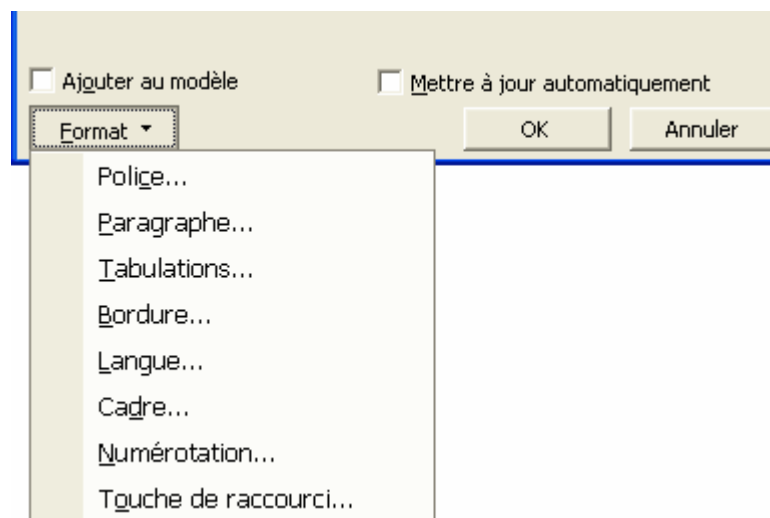 Ajouter au modèle
Mettre à jour automatiquement
Format
OK
Annuler
Police...
Paragraphe...
Tabulations...
Bordure...
Langue...
Cadre...
Numérotation...
Touche de raccourci...